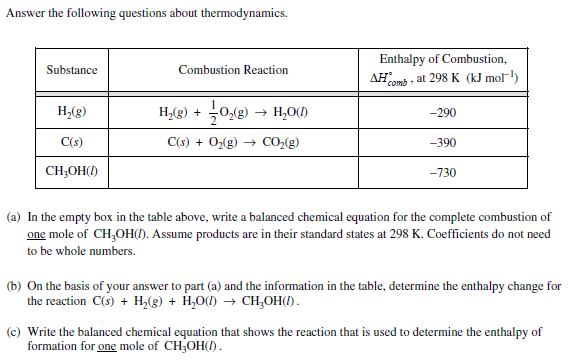 Answer the following questions about thermodynamics.
Substance Combustion Reaction Enthalpy of Combustion, ΔH°comb, at 298 K (kJ mol⁻¹)
H₂(g) H₂(g) + 1/2 O₂(g) → H₂O(l) −290
C(s) C(s) + O₂(g) → CO₂(g) −390
CH₃OH(l) −730
(a) In the empty box in the table above, write a balanced chemical equation for the complete combustion of
one mole of CH₃OH(l). Assume products are in their standard states at 298 K. Coefficients do not need
to be whole numbers.
(b) On the basis of your answer to part (a) and the information in the table, determine the enthalpy change for
the reaction C(s) + H₂(g) + H₂O(l) → CH₃OH(l).
(c) Write the balanced chemical equation that shows the reaction that is used to determine the enthalpy of
formation for one mole of CH₃OH(l).